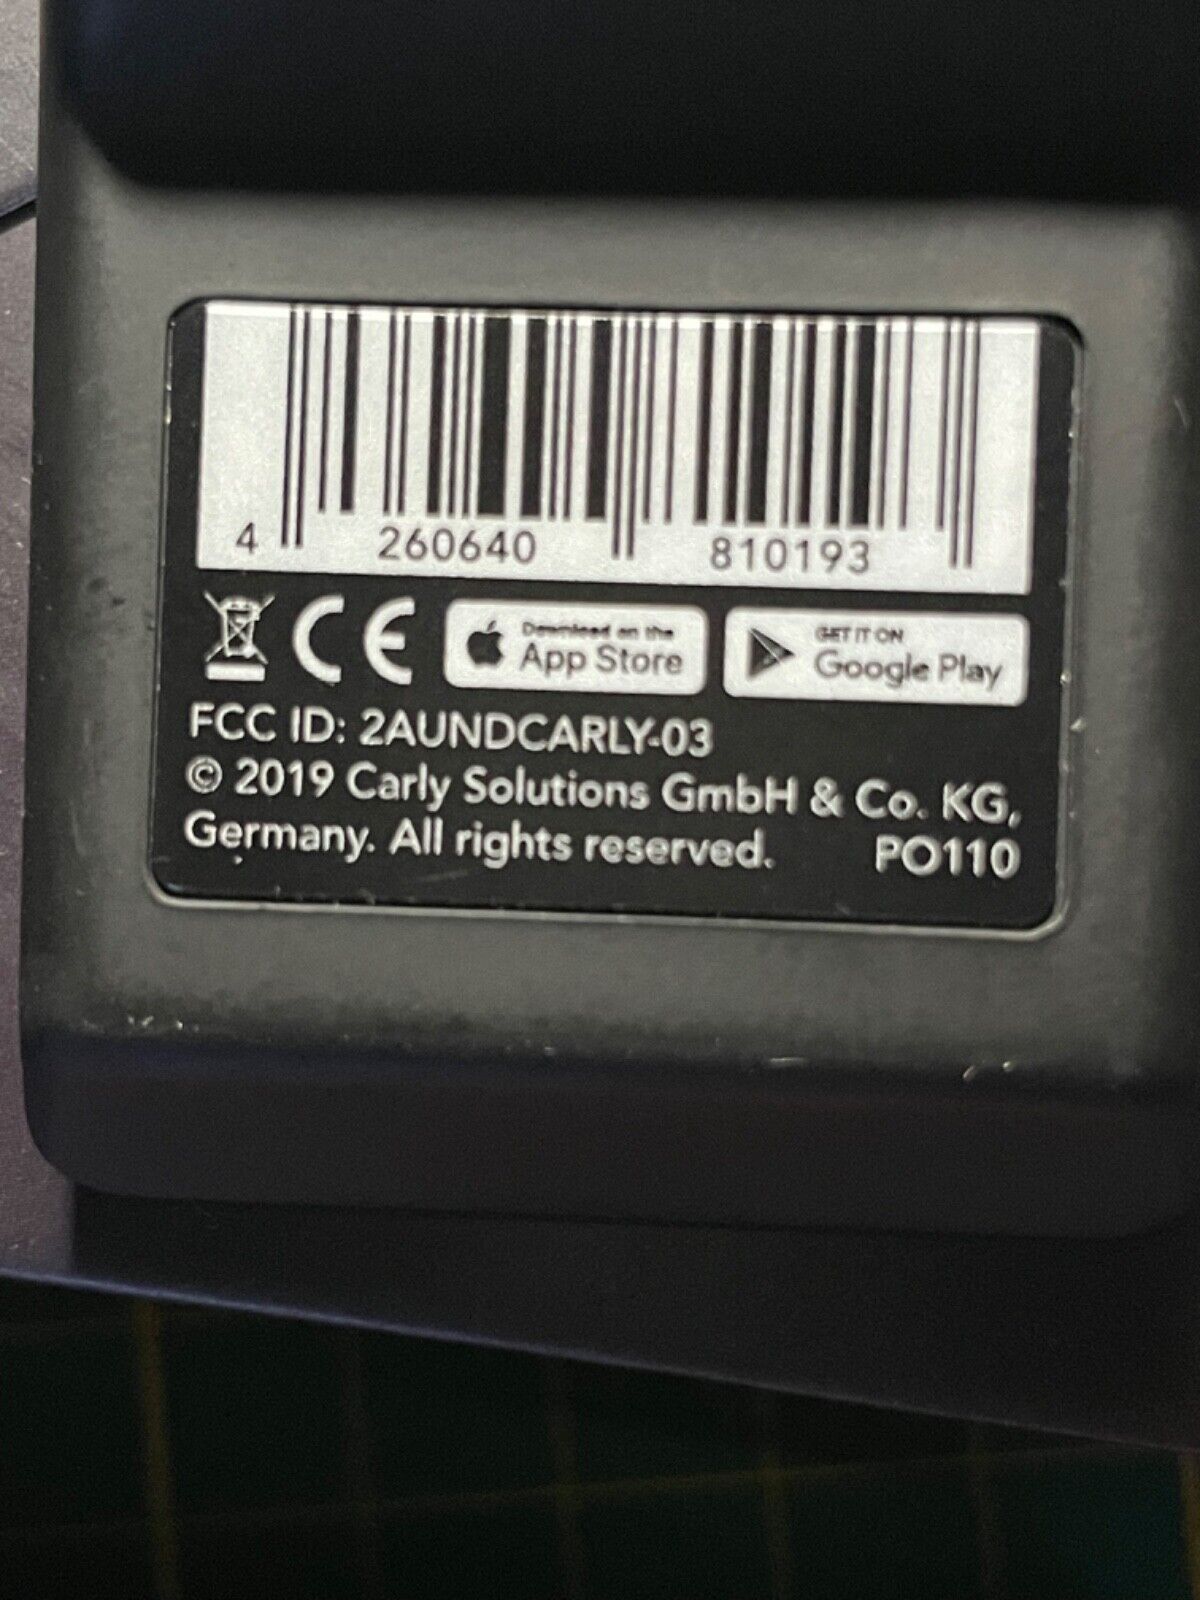 4 260640 810193
CE
Download on the
App Store
GET IT ON
Google Play
FCC ID: 2AUNDCARLY-03
© 2019 Carly Solutions GmbH & Co. KG,
Germany. All rights reserved. PO110